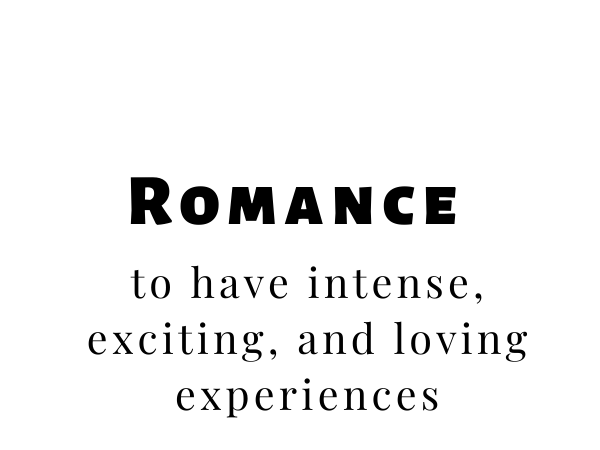 Romance
to have intense,
exciting, and loving
experiences